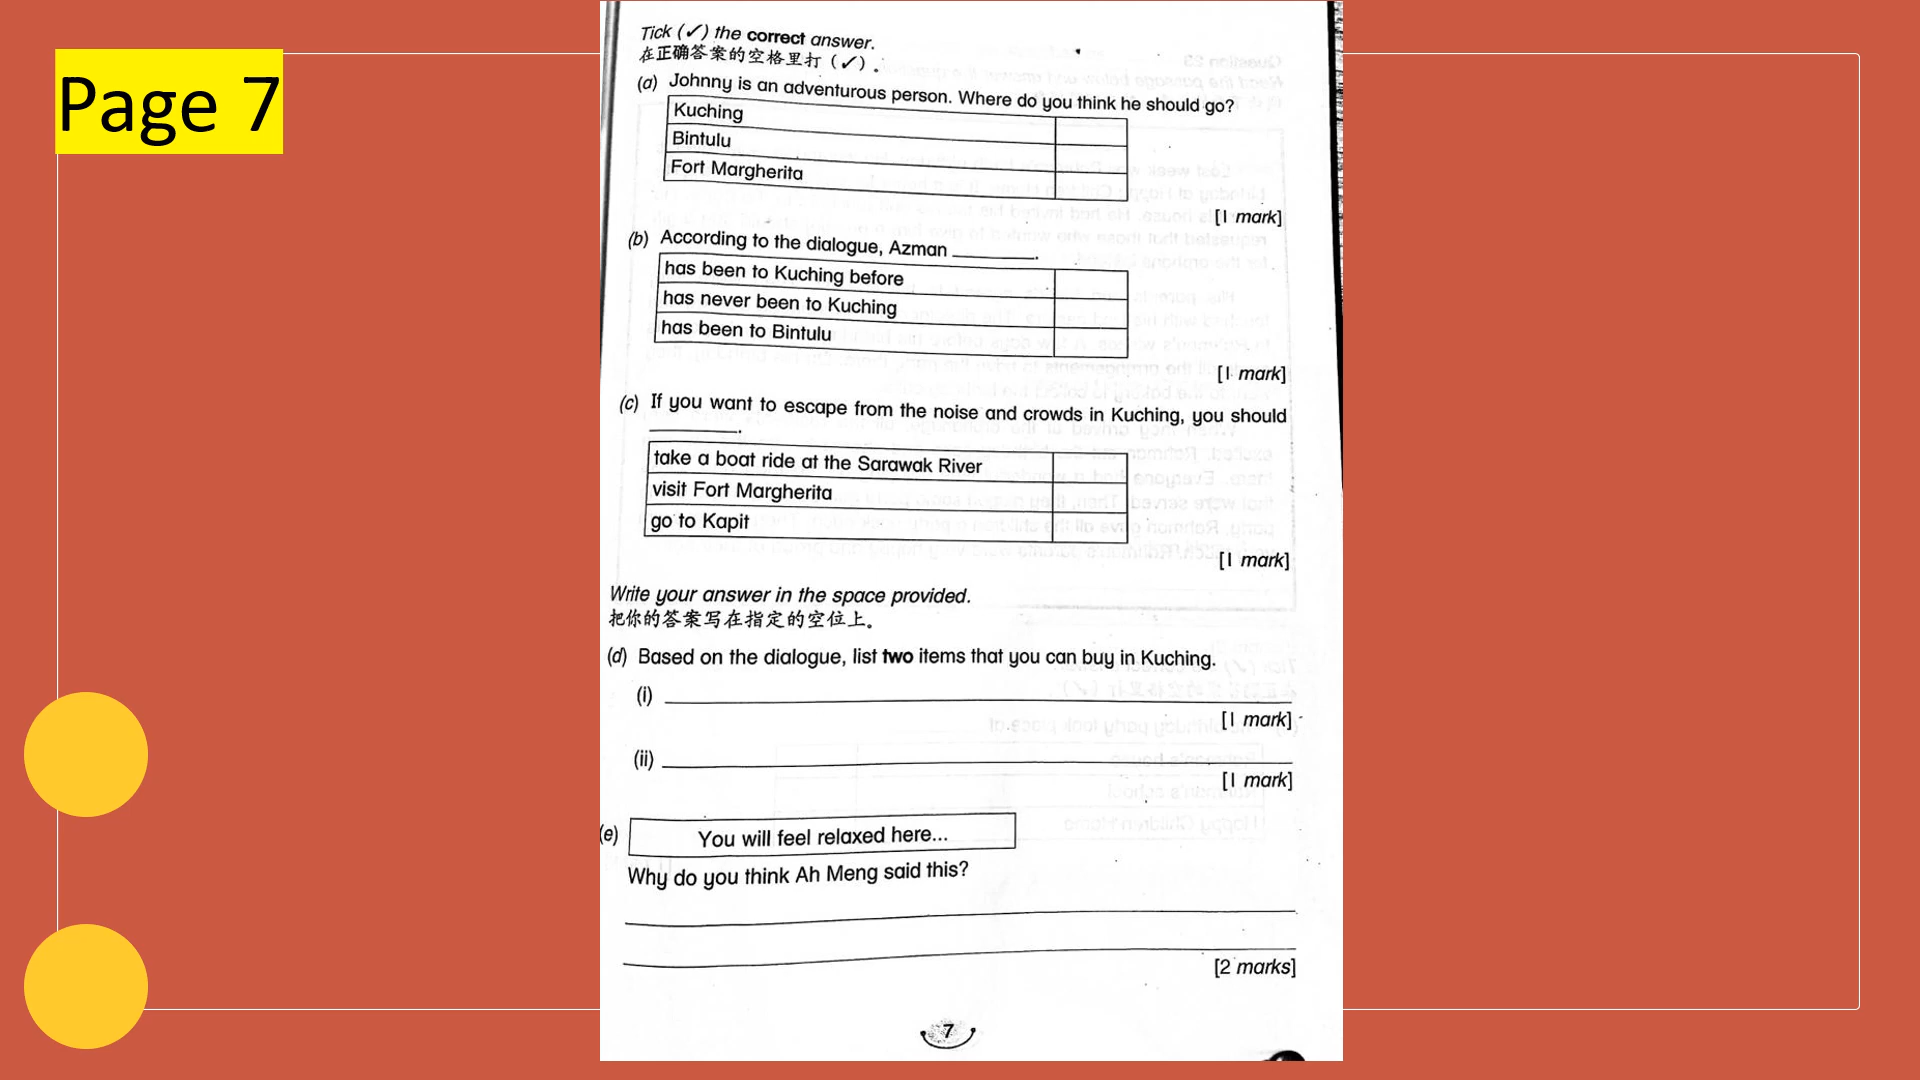 Page 7
Tick (✓) the correct answer.
在正确答案的空格里打（✓）。
(a) Johnny is an adventurous person. Where do you think he should go?
Kuching
Bintulu
Fort Margherita
[1 mark]
(b) According to the dialogue, Azman ________.
has been to Kuching before
has never been to Kuching
has been to Bintulu
[1 mark]
(c) If you want to escape from the noise and crowds in Kuching, you should
________.
take a boat ride at the Sarawak River
visit Fort Margherita
go to Kapit
[1 mark]
Write your answer in the space provided.
把你的答案写在指定的空位上。
(d) Based on the dialogue, list two items that you can buy in Kuching.
(i)
[1 mark]
(ii)
[1 mark]
(e) You will feel relaxed here...
Why do you think Ah Meng said this?
[2 marks]
7